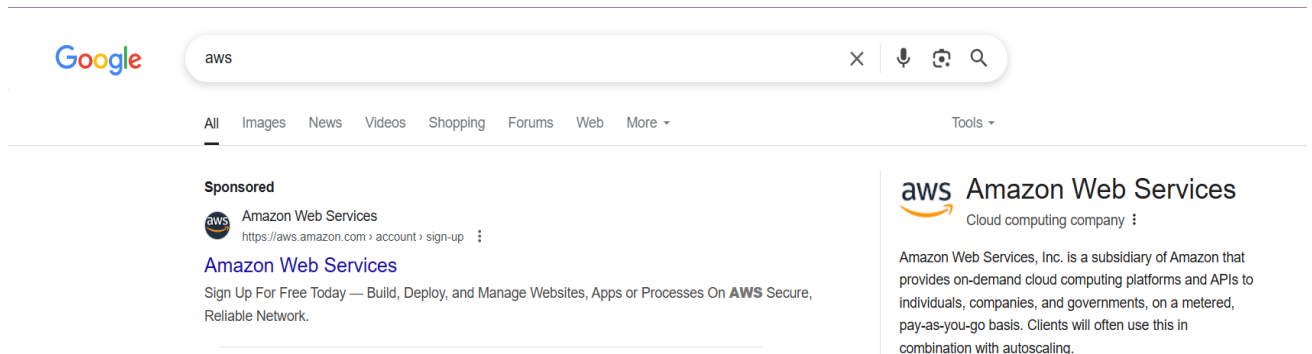 Google
aws
All Images News Videos Shopping Forums Web More Tools
Sponsored
aws
Amazon Web Services
https://aws.amazon.com › account › sign-up
Amazon Web Services
Sign Up For Free Today — Build, Deploy, and Manage Websites, Apps or Processes On AWS Secure,
Reliable Network.
aws Amazon Web Services
Cloud computing company
Amazon Web Services, Inc. is a subsidiary of Amazon that
provides on-demand cloud computing platforms and APIs to
individuals, companies, and governments, on a metered,
pay-as-you-go basis. Clients will often use this in
combination with autoscaling.